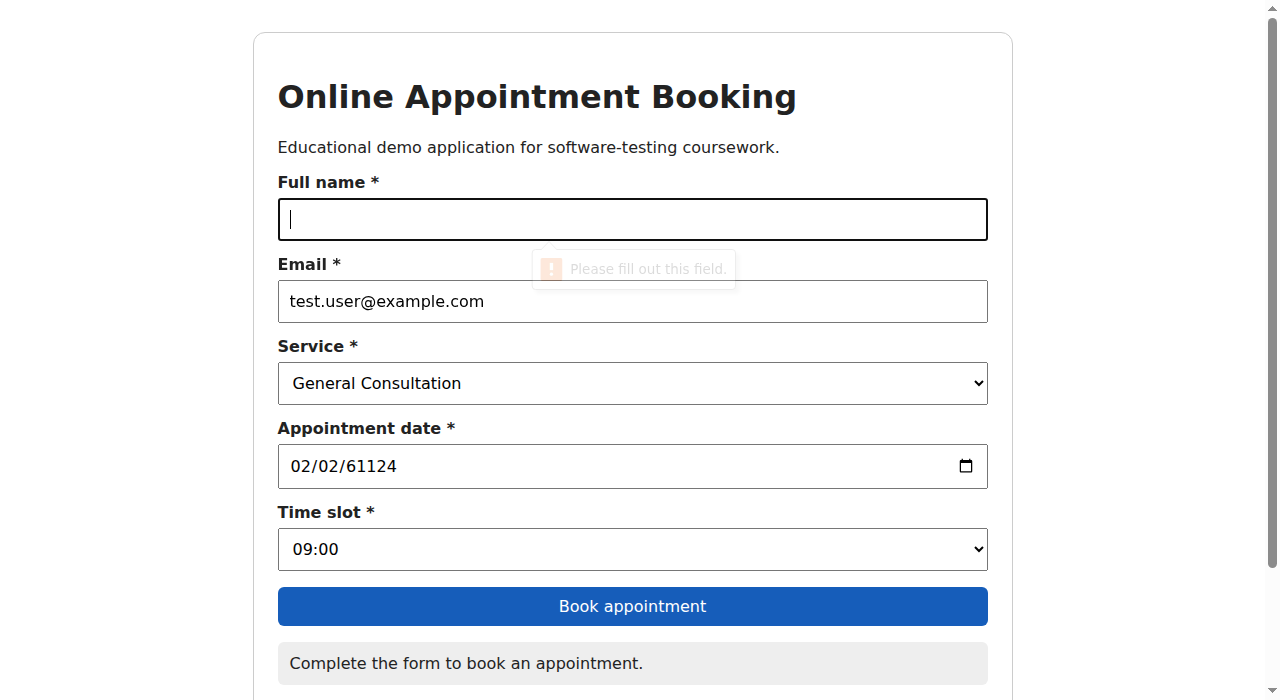 Online Appointment Booking
Educational demo application for software-testing coursework.
Full name *
Please fill out this field.
Email *
test.user@example.com
Service *
General Consultation
Appointment date *
02/02/61124
Time slot *
09:00
Book appointment
Complete the form to book an appointment.